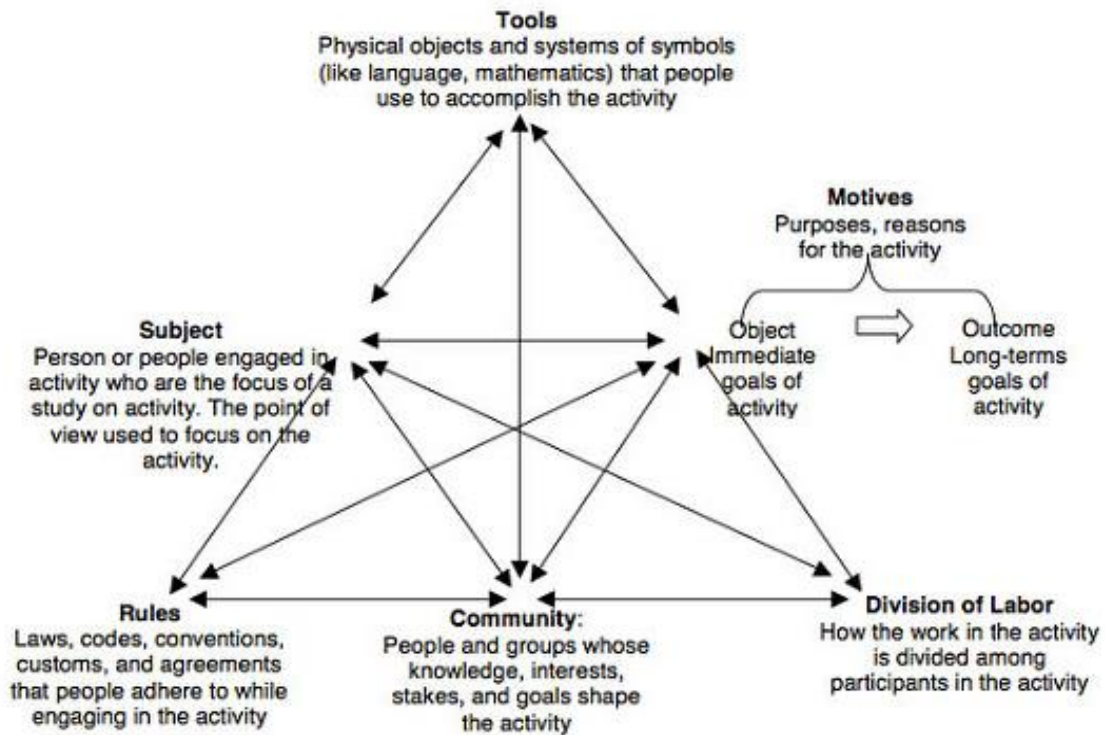 Tools
Physical objects and systems of symbols
(like language, mathematics) that people
use to accomplish the activity
Motives
Purposes, reasons
for the activity
Subject
Person or people engaged in
activity who are the focus of a
study on activity. The point of
view used to focus on the
activity.
Object
Immediate
goals of
activity
Outcome
Long-terms
goals of
activity
Rules
Laws, codes, conventions,
customs, and agreements
that people adhere to while
engaging in the activity
Community:
People and groups whose
knowledge, interests,
stakes, and goals shape
the activity
Division of Labor
How the work in the activity
is divided among
participants in the activity